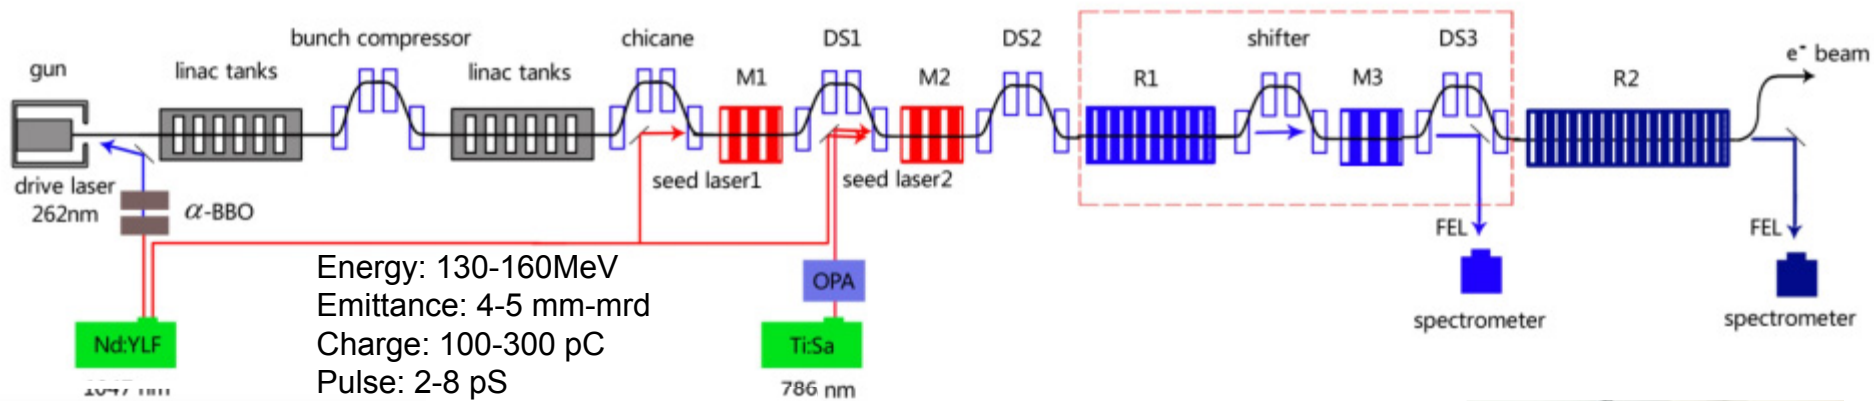 gun
linac tanks
bunch compressor
linac tanks
chicane
M1
DS1
M2
DS2
R1
shifter
M3
DS3
R2
e⁻ beam
drive laser
262nm
α-BBO
seed laser1
seed laser2
FEL
FEL
Energy: 130-160MeV
Emittance: 4-5 mm-mrd
Charge: 100-300 pC
Pulse: 2-8 pS
OPA
Nd:YLF
nm
Ti:Sa
786 nm
spectrometer
spectrometer